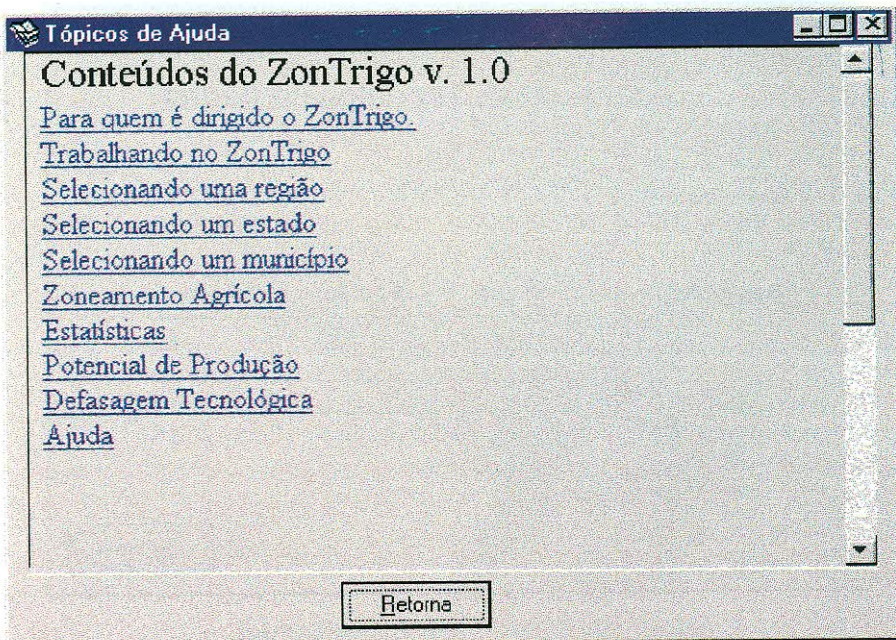 Tópicos de Ajuda
Conteúdos do ZonTrigo v. 1.0
Para quem é dirigido o ZonTrigo.
Trabalhando no ZonTrigo
Selecionando uma região
Selecionando um estado
Selecionando um município
Zoneamento Agrícola
Estatísticas
Potencial de Produção
Defasagem Tecnológica
Ajuda
Retorna